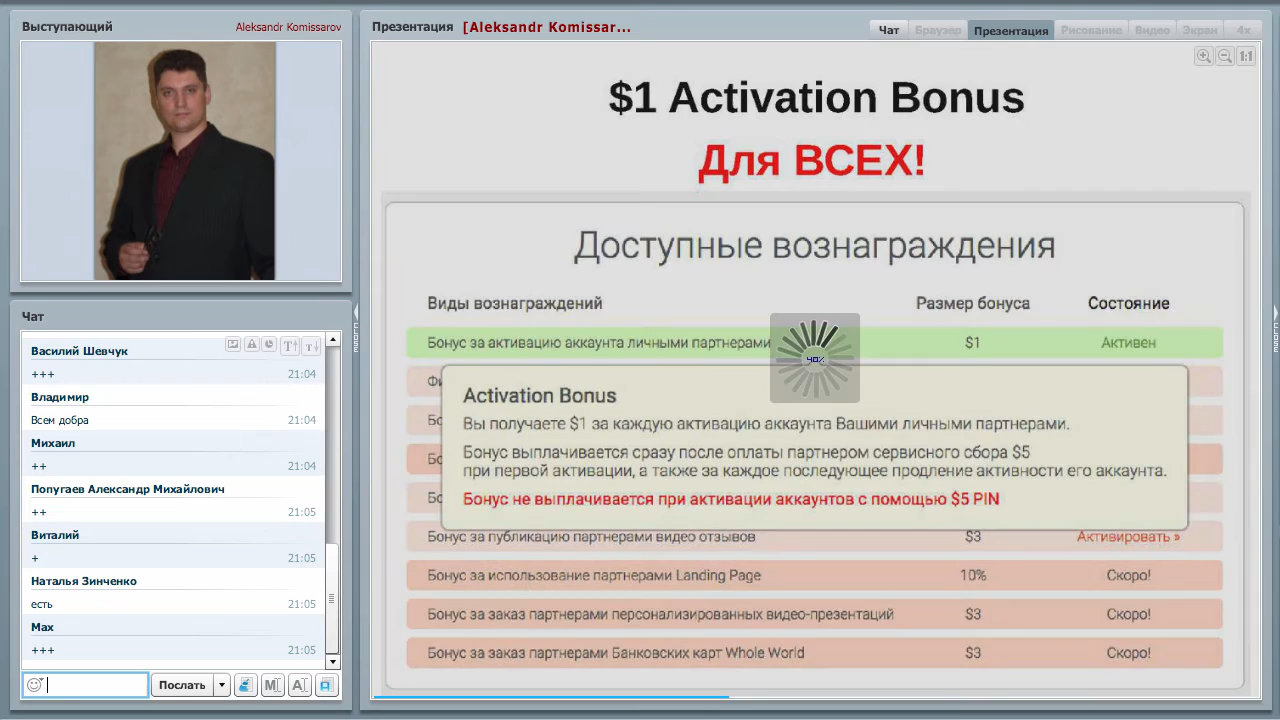 Выступающий
Aleksandr Komissarov
Чат
Василий Шевчук
+++ 21:04
Владимир
Всем добра 21:04
Михаил
++ 21:04
Попугаев Александр Михайлович
++ 21:05
Виталий
+ 21:05
Наталья Зинченко
есть 21:05
Max
+++ 21:05
Послать
Презентация [Aleksandr Komissar...
Чат Браузер Презентация Рисование Видео Экран 4x
1:1
$1 Activation Bonus
Для ВСЕХ!
Доступные вознаграждения
Виды вознаграждений Размер бонуса Состояние
Бонус за активацию аккаунта личными партнерами $1 Активен
40%
Activation Bonus
Вы получаете $1 за каждую активацию аккаунта Вашими личными партнерами.
Бонус выплачивается сразу после оплаты партнером сервисного сбора $5
при первой активации, а также за каждое последующее продление активности его аккаунта.
Бонус не выплачивается при активации аккаунтов с помощью $5 PIN
Бонус за публикацию партнерами видео отзывов $3 Активировать »
Бонус за использование партнерами Landing Page 10% Скоро!
Бонус за заказ партнерами персонализированных видео-презентаций $3 Скоро!
Бонус за заказ партнерами Банковских карт Whole World $3 Скоро!